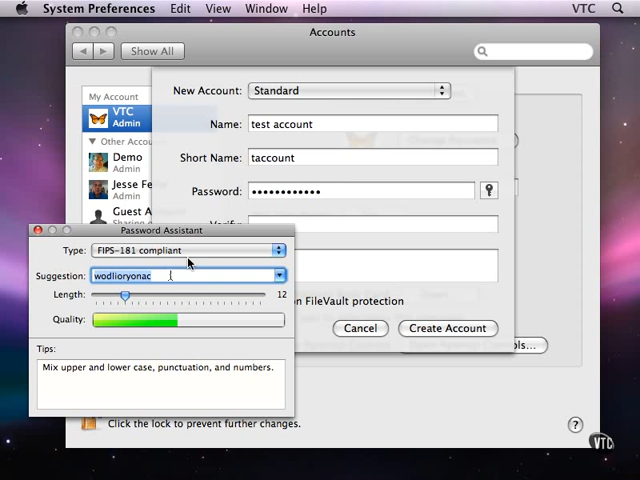 System Preferences Edit View Window Help VTC
Accounts
Show All
My Account
New Account: Standard
VTC
Admin
Name: test account
Other Accou
Demo
Admin
Short Name: taccount
Jesse Fe
Admin
Password: ••••••••••••
Guest A
Password Assistant
Type: FIPS-181 compliant
Suggestion: wodlioryonac
Length: 12
on FileVault protection
Quality:
Cancel Create Account
ols...
Tips:
Mix upper and lower case, punctuation, and numbers.
Click the lock to prevent further changes. ?
VTC